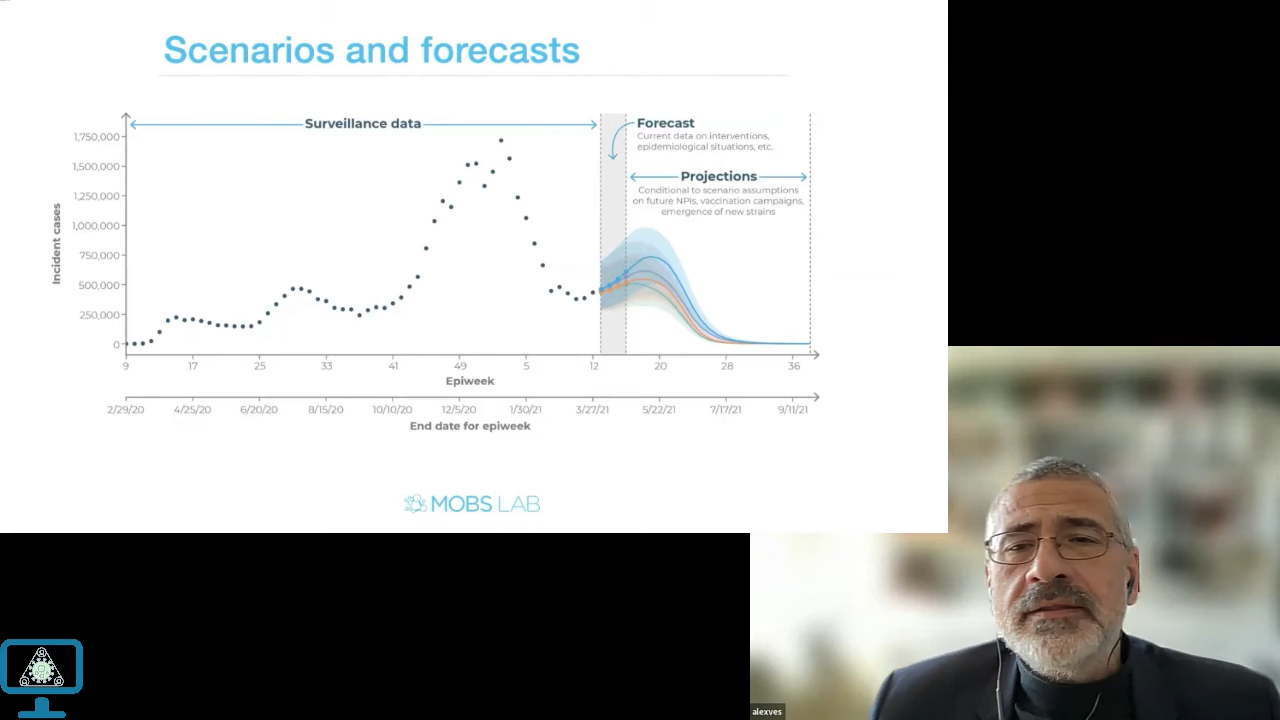 Scenarios and forecasts
Surveillance data
Forecast
Current data on interventions,
epidemiological situations, etc.
Projections
Conditional to scenario assumptions
on future NPIs, vaccination campaigns,
emergence of new strains
Incident cases
1,750,000
1,500,000
1,250,000
1,000,000
750,000
500,000
250,000
0
9 17 25 33 41 49 5 12 20 28 36
Epiweek
2/29/20 4/25/20 6/20/20 8/15/20 10/10/20 12/5/20 1/30/21 3/27/21 5/22/21 7/17/21 9/11/21
End date for epiweek
MOBS LAB
alexves